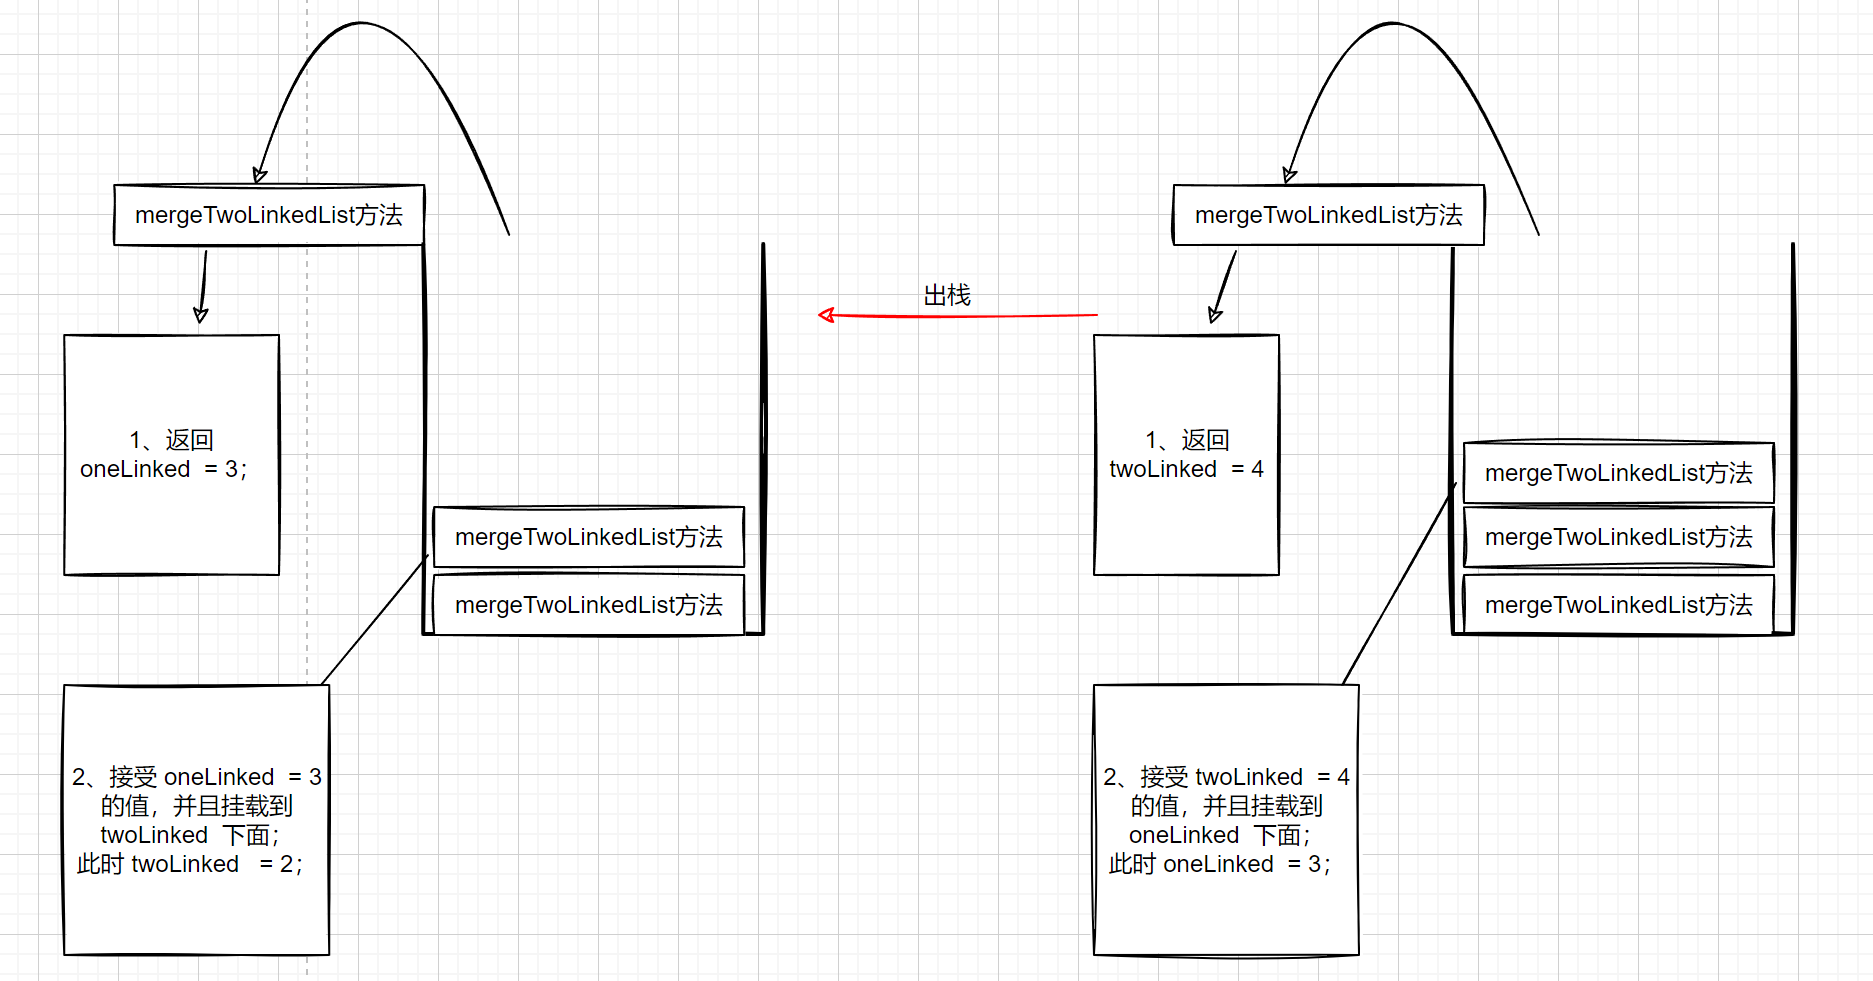 mergeTwoLinkedList方法
1、返回
oneLinked = 3；
mergeTwoLinkedList方法
mergeTwoLinkedList方法
2、接受 oneLinked = 3
的值，并且挂载到
twoLinked 下面；
此时 twoLinked = 2；
出栈
mergeTwoLinkedList方法
1、返回
twoLinked = 4
mergeTwoLinkedList方法
mergeTwoLinkedList方法
mergeTwoLinkedList方法
2、接受 twoLinked = 4
的值，并且挂载到
oneLinked 下面；
此时 oneLinked = 3；